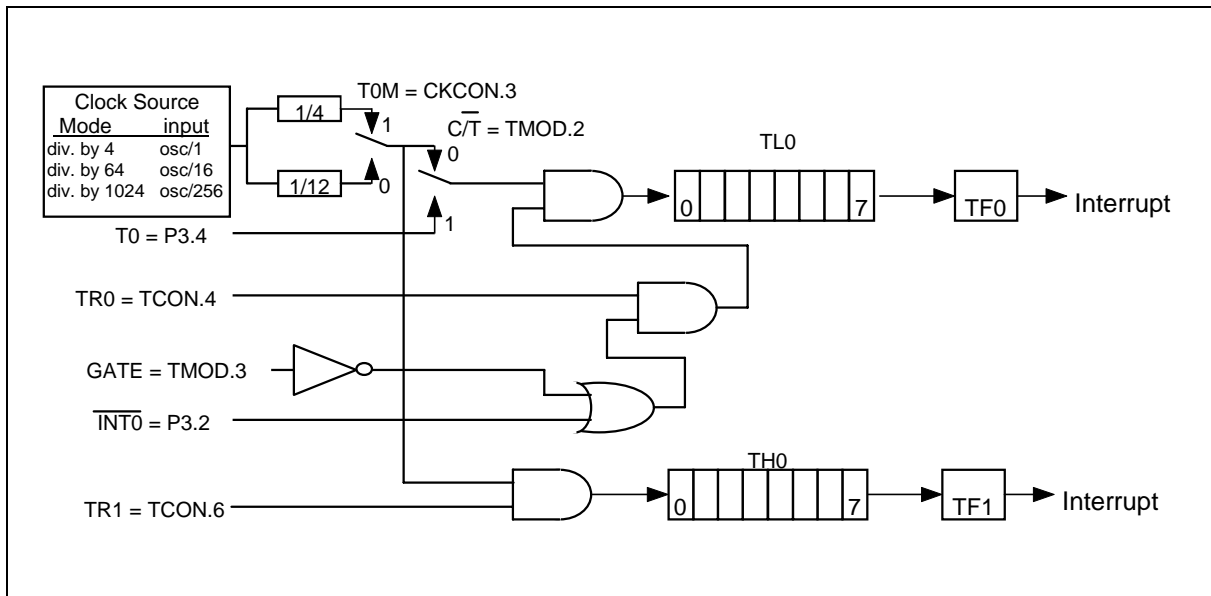 Clock Source
Mode input
div. by 4 osc/1
div. by 64 osc/16
div. by 1024 osc/256
1/4
1/12
T0M = CKCON.3
1
0
C/T̅ = TMOD.2
0
1
T0 = P3.4
TL0
0 7
TF0
Interrupt
TR0 = TCON.4
GATE = TMOD.3
I̅N̅T̅0̅ = P3.2
TR1 = TCON.6
TH0
0 7
TF1
Interrupt